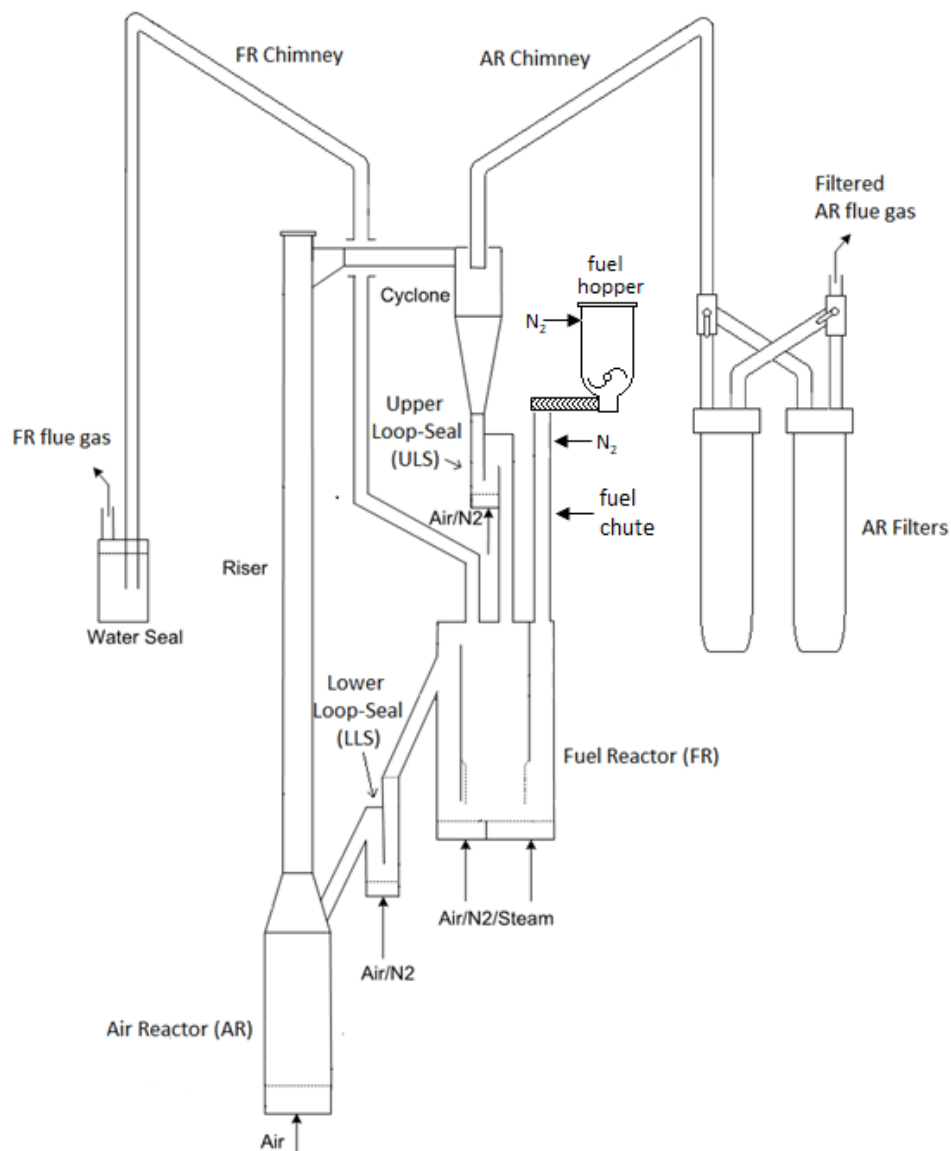 FR Chimney
AR Chimney
Filtered
AR flue gas
fuel
hopper
N2
Cyclone
Upper
Loop-Seal
(ULS)
FR flue gas
N2
fuel
chute
Air/N2
AR Filters
Riser
Water Seal
Lower
Loop-Seal
(LLS)
Fuel Reactor (FR)
Air/N2/Steam
Air/N2
Air Reactor (AR)
Air